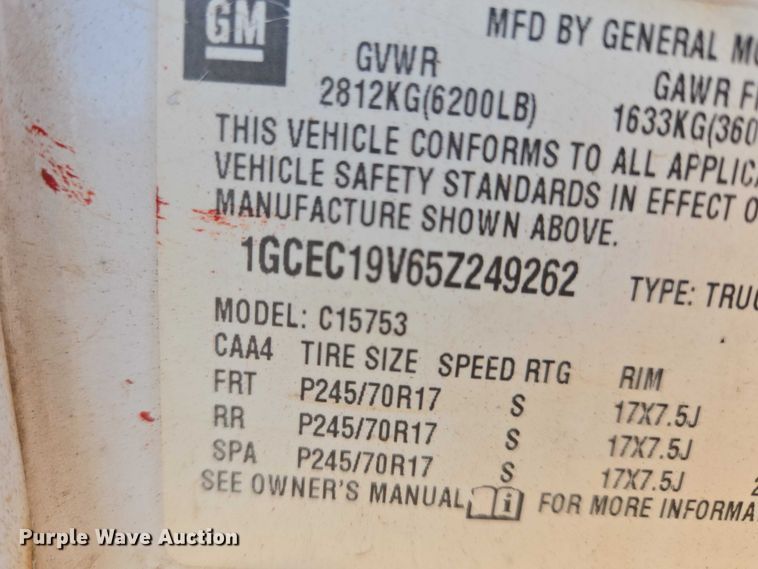 GM
MFD BY GENERAL
GVWR
GAWR
2812KG(6200LB)
1633KG(360
THIS VEHICLE CONFORMS TO ALL
VEHICLE SAFETY STANDARDS IN EFFECT
MANUFACTURE SHOWN ABOVE.
1GCEC19V65Z249262
TYPE:
MODEL: C15753
CAA4 TIRE SIZE SPEED RTG RIM
FRT P245/70R17 S 17X7.5J
RR P245/70R17 S 17X7.5J
SPA P245/70R17 S 17X7.5J
SEE OWNER'S MANUAL i FOR MORE
Purple Wave Auction